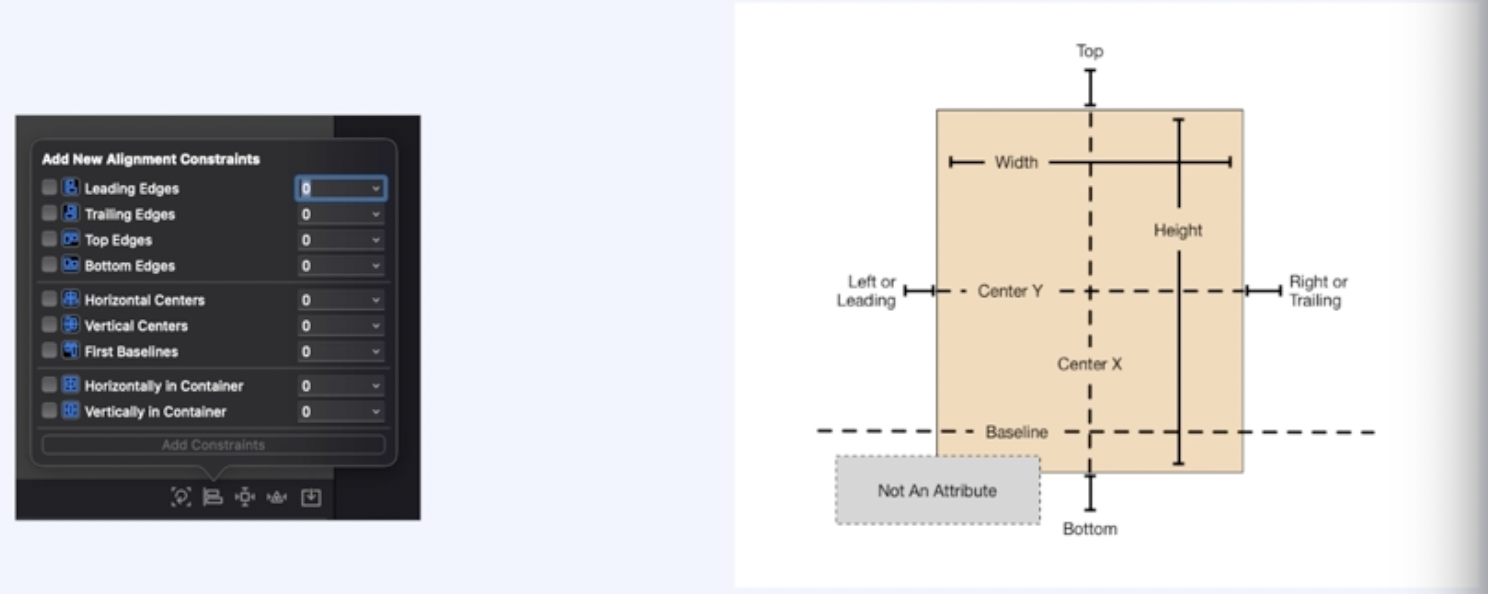 Add New Alignment Constraints
Leading Edges 0
Trailing Edges 0
Top Edges 0
Bottom Edges 0
Horizontal Centers 0
Vertical Centers 0
First Baselines 0
Horizontally in Container 0
Vertically in Container 0
Add Constraints
Top
Width
Height
Left or
Leading
Center Y
Right or
Trailing
Center X
Baseline
Not An Attribute
Bottom